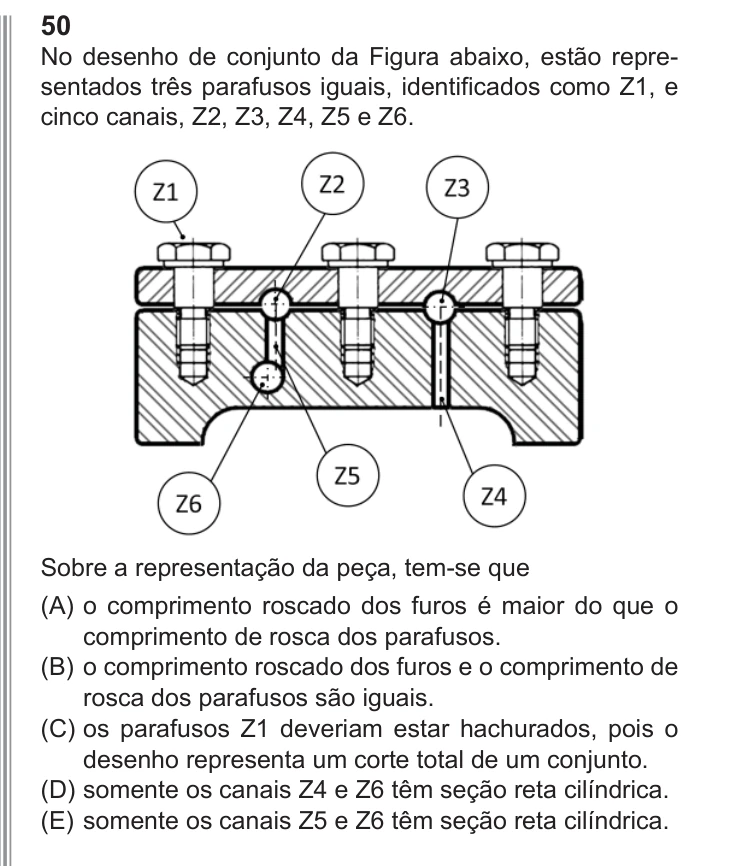 50
No desenho de conjunto da Figura abaixo, estão repre-
sentados três parafusos iguais, identificados como Z1, e
cinco canais, Z2, Z3, Z4, Z5 e Z6.
Z1
Z2
Z3
Z5
Z6
Z4
Sobre a representação da peça, tem-se que
(A) o comprimento roscado dos furos é maior do que o
comprimento de rosca dos parafusos.
(B) o comprimento roscado dos furos e o comprimento de
rosca dos parafusos são iguais.
(C) os parafusos Z1 deveriam estar hachurados, pois o
desenho representa um corte total de um conjunto.
(D) somente os canais Z4 e Z6 têm seção reta cilíndrica.
(E) somente os canais Z5 e Z6 têm seção reta cilíndrica.